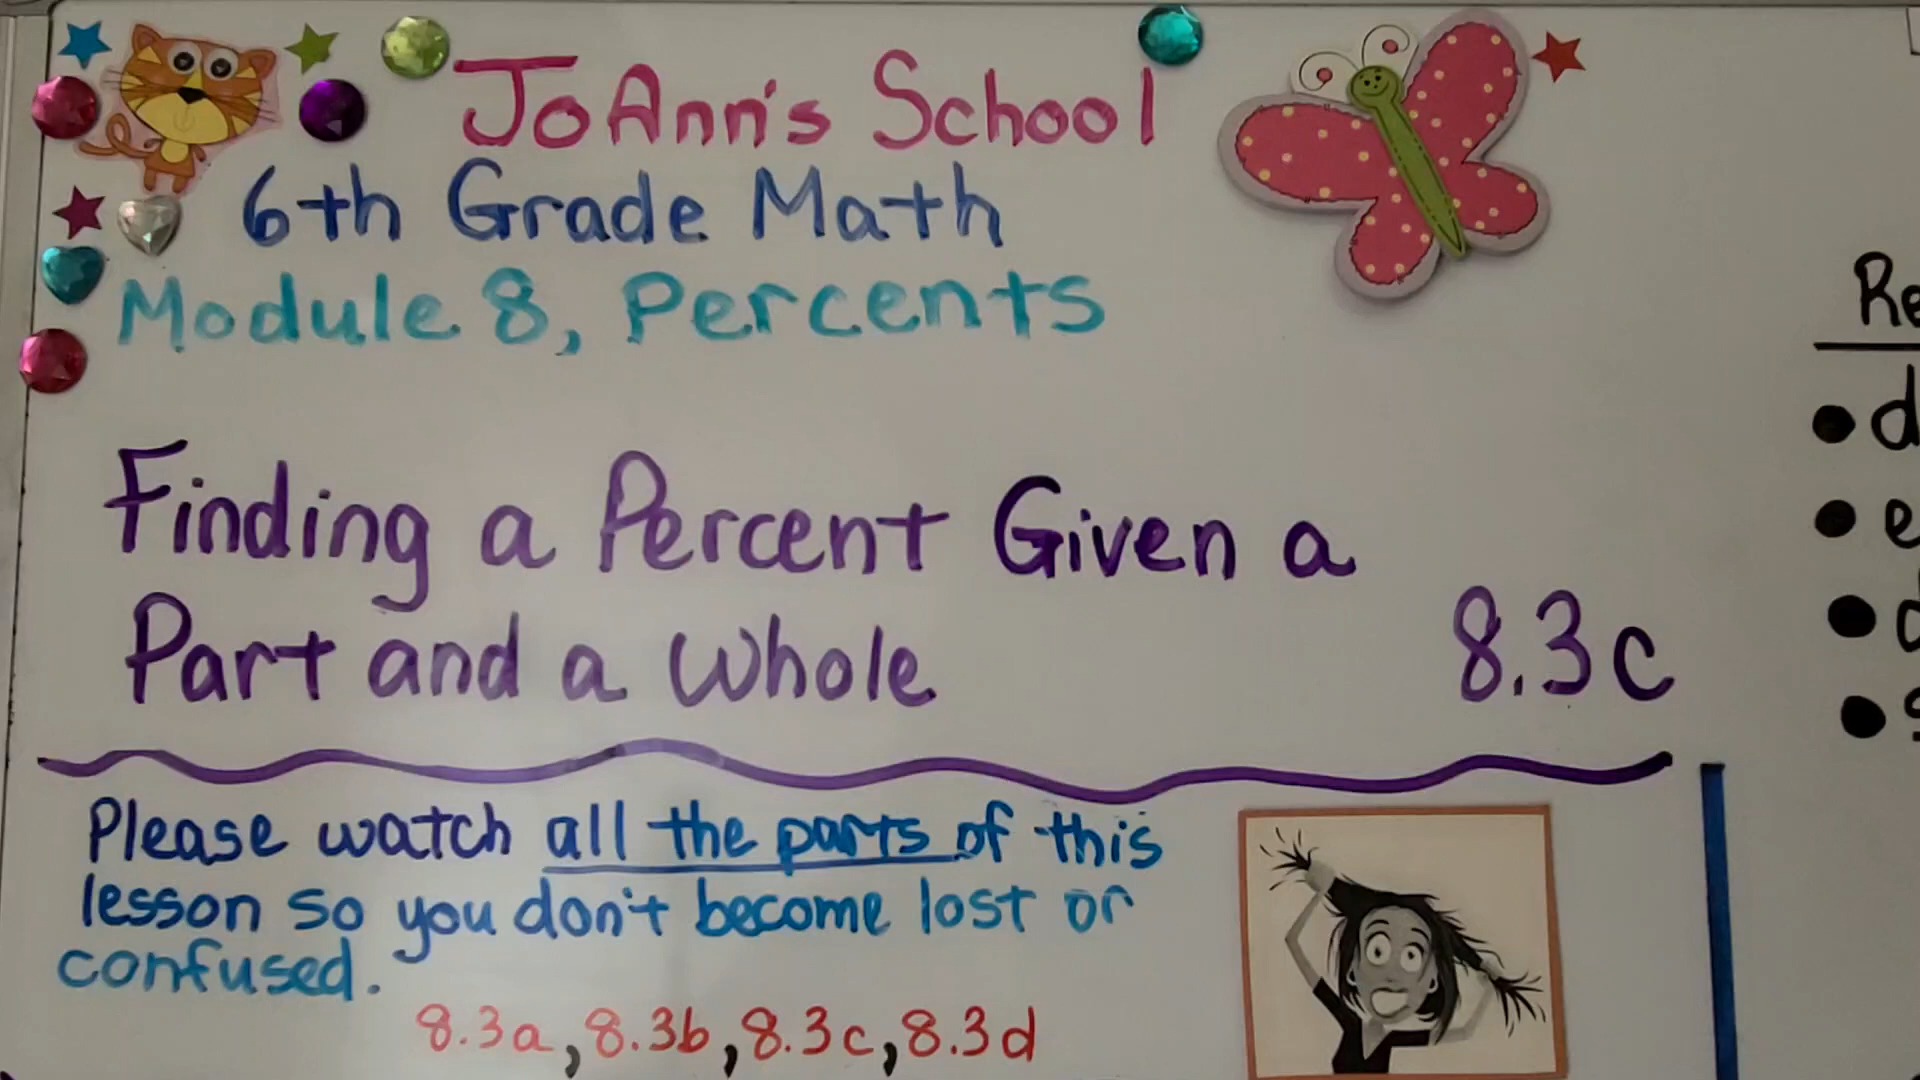 JoAnn's School
6th Grade Math
Module 8, Percents
Finding a Percent Given a
Part and a Whole
8.3c
Please watch all the parts of this
lesson so you don't become lost or
confused.
8.3a, 8.3b, 8.3c, 8.3d